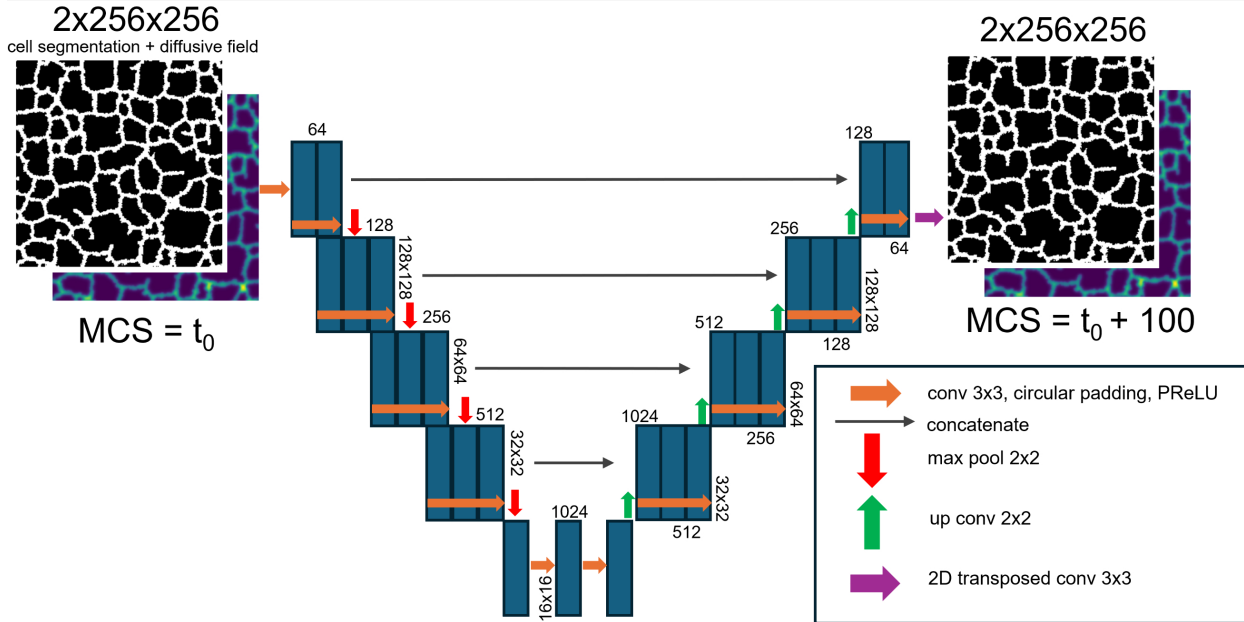 2x256x256
cell segmentation + diffusive field
MCS = t0
64
128
128x128
256
64x64
512
32x32
1024
16x16
1024
32x32
512
512
64x64
256
256
128x128
128
128
64
2x256x256
MCS = t0 + 100
conv 3x3, circular padding, PReLU
concatenate
max pool 2x2
up conv 2x2
2D transposed conv 3x3